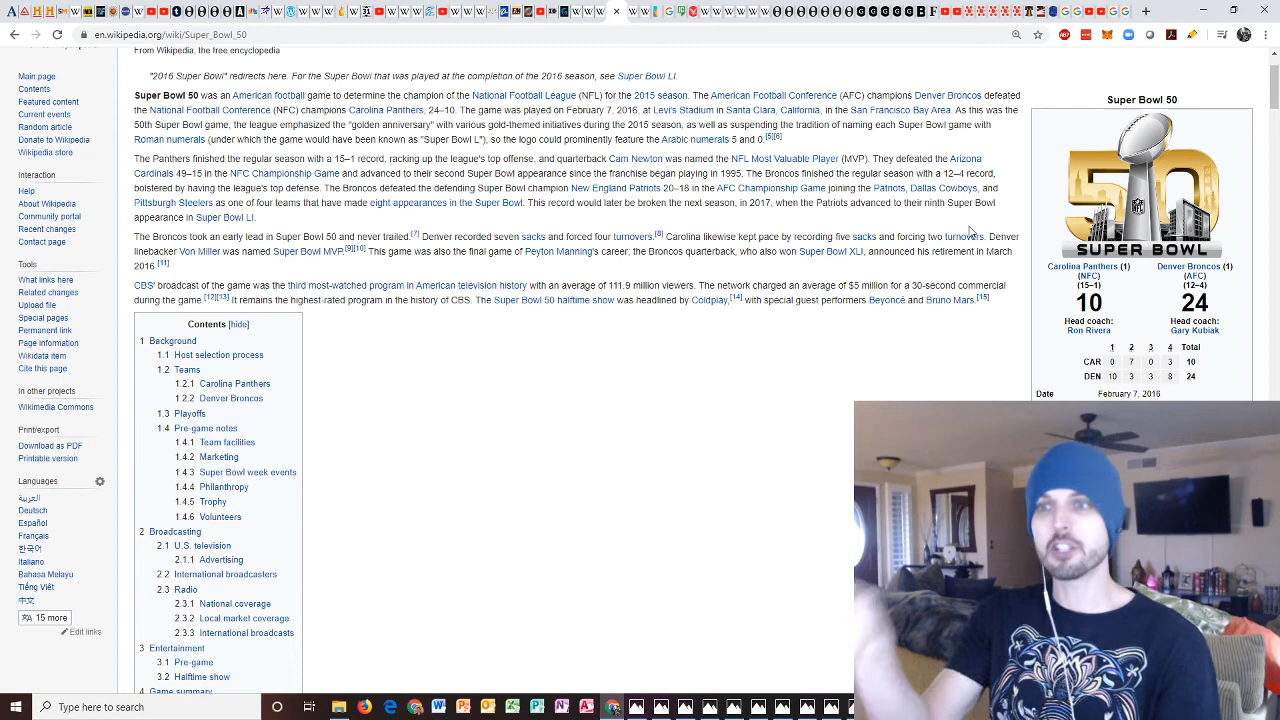 en.wikipedia.org/wiki/Super_Bowl_50
From Wikipedia, the free encyclopedia
"2016 Super Bowl" redirects here. For the Super Bowl that was played at the completion of the 2016 season, see Super Bowl LI.
Super Bowl 50 was an American football game to determine the champion of the National Football League (NFL) for the 2015 season. The American Football Conference (AFC) champions Denver Broncos defeated
the National Football Conference (NFC) champions Carolina Panthers, 24–10. The game was played on February 7, 2016, at Levi's Stadium in Santa Clara, California, in the San Francisco Bay Area. As this was the
50th Super Bowl game, the league emphasized the "golden anniversary" with various gold-themed initiatives during the 2015 season, as well as suspending the tradition of naming each Super Bowl game with
Roman numerals (under which the game would have been known as "Super Bowl L"), so the logo could prominently feature the Arabic numerals 5 and 0.[5][6]
The Panthers finished the regular season with a 15–1 record, racking up the league's top offense, and quarterback Cam Newton was named the NFL Most Valuable Player (MVP). They defeated the Arizona
Cardinals 49–15 in the NFC Championship Game and advanced to their second Super Bowl appearance since the franchise began playing in 1995. The Broncos finished the regular season with a 12–4 record,
bolstered by having the league's top defense. The Broncos defeated the defending Super Bowl champion New England Patriots 20–18 in the AFC Championship Game joining the Patriots, Dallas Cowboys, and
Pittsburgh Steelers as one of four teams that have made eight appearances in the Super Bowl. This record would later be broken the next season, in 2017, when the Patriots advanced to their ninth Super Bowl
appearance in Super Bowl LI.
The Broncos took an early lead in Super Bowl 50 and never trailed.[7] Denver recorded seven sacks and forced four turnovers.[8] Carolina likewise kept pace by recording five sacks and forcing two turnovers. Denver
linebacker Von Miller was named Super Bowl MVP.[9][10] This game was also the final game of Peyton Manning's career; the Broncos quarterback, who also won Super Bowl XLI, announced his retirement in March
2016.[11]
CBS' broadcast of the game was the third most-watched program in American television history with an average of 111.9 million viewers. The network charged an average of $5 million for a 30-second commercial
during the game.[12][13] It remains the highest-rated program in the history of CBS. The Super Bowl 50 halftime show was headlined by Coldplay,[14] with special guest performers Beyoncé and Bruno Mars.[15]
Main page
Contents
Featured content
Current events
Random article
Donate to Wikipedia
Wikipedia store
Interaction
Help
About Wikipedia
Community portal
Recent changes
Contact page
Tools
What links here
Related changes
Upload file
Special pages
Permanent link
Page information
Wikidata item
Cite this page
In other projects
Wikimedia Commons
Print/export
Download as PDF
Printable version
Languages
العربية
Deutsch
Español
Français
한국어
Italiano
Bahasa Melayu
Tiếng Việt
中文
15 more
Edit links
Contents [hide]
1 Background
1.1 Host selection process
1.2 Teams
1.2.1 Carolina Panthers
1.2.2 Denver Broncos
1.3 Playoffs
1.4 Pre-game notes
1.4.1 Team facilities
1.4.2 Marketing
1.4.3 Super Bowl week events
1.4.4 Philanthropy
1.4.5 Trophy
1.4.6 Volunteers
2 Broadcasting
2.1 U.S. television
2.1.1 Advertising
2.2 International broadcasters
2.3 Radio
2.3.1 National coverage
2.3.2 Local market coverage
2.3.3 International broadcasts
3 Entertainment
3.1 Pre-game
3.2 Halftime show
4 Game summary
Super Bowl 50
50
NFL
SUPER BOWL
Carolina Panthers (1) Denver Broncos (1)
(NFC) (AFC)
(15–1) (12–4)
10 24
Head coach: Head coach:
Ron Rivera Gary Kubiak
1 2 3 4 Total
CAR 0 7 0 3 10
DEN 10 3 3 8 24
Date February 7, 2016
Type here to search